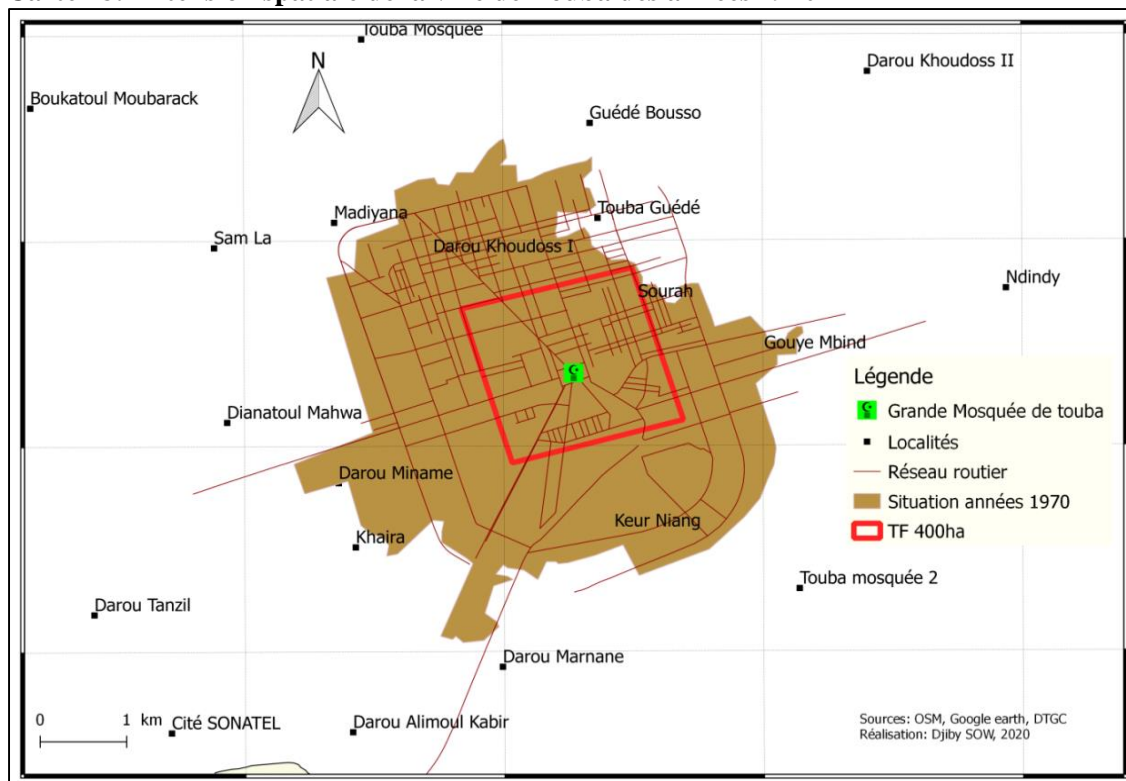 Touba Mosquée
N
Darou Khoudoss II
Boukatoul Moubarack
Guédé Bousso
Madiyana
Touba Guédé
Sam La
Darou Khoudoss I
Ndindy
Sourah
Gouye Mbind
Légende
Grande Mosquée de touba
Localités
Réseau routier
Situation années 1970
TF 400ha
Dianatoul Mahwa
Darou Miname
Keur Niang
Khaira
Touba mosquée 2
Darou Tanzil
Darou Marnane
0 1 km
Cité SONATEL
Darou Alimoul Kabir
Sources: OSM, Google earth, DTGC
Réalisation: Djiby SOW, 2020